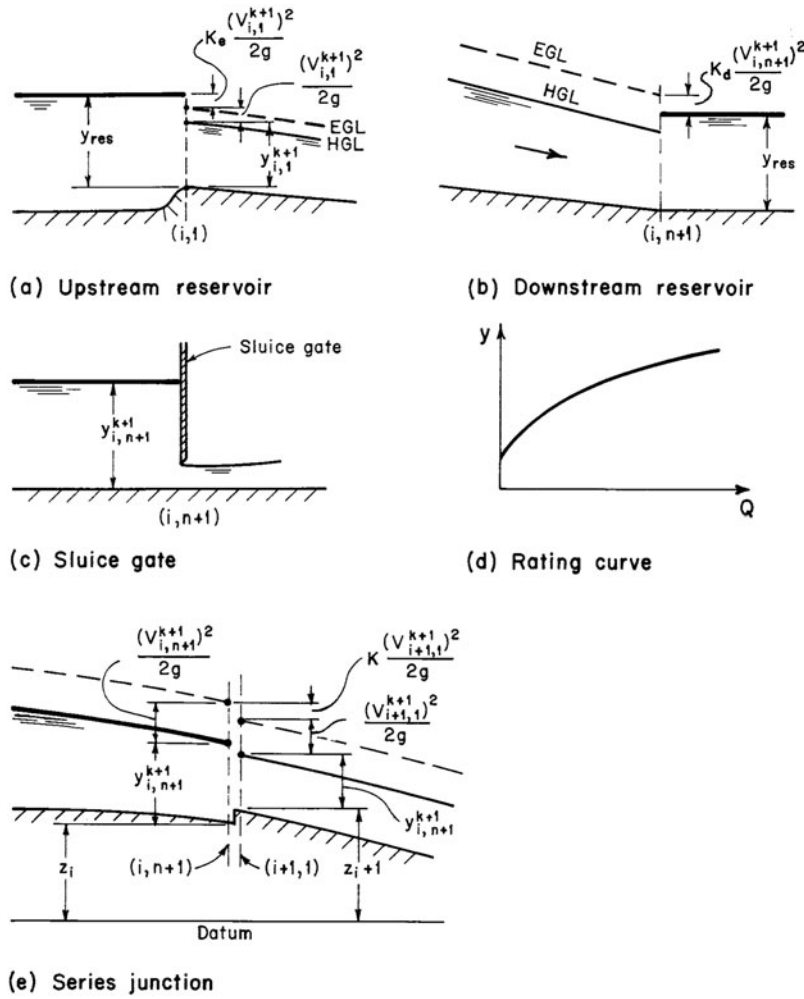 K_e (V_{i,1}^{k+1})^2 / 2g
(V_{i,1}^{k+1})^2 / 2g
y_res
EGL
HGL
y_{i,1}^{k+1}
(i,1)
(a) Upstream reservoir
EGL
HGL
K_d (V_{i,n+1}^{k+1})^2 / 2g
y_res
(i,n+1)
(b) Downstream reservoir
Sluice gate
y_{i,n+1}^{k+1}
(i,n+1)
(c) Sluice gate
y
Q
(d) Rating curve
(V_{i,n+1}^{k+1})^2 / 2g
K (V_{i+1,1}^{k+1})^2 / 2g
(V_{i+1,1}^{k+1})^2 / 2g
y_{i,n+1}^{k+1}
y_{i,n+1}^{k+1}
z_i
(i,n+1)
(i+1,1)
z_i+1
Datum
(e) Series junction